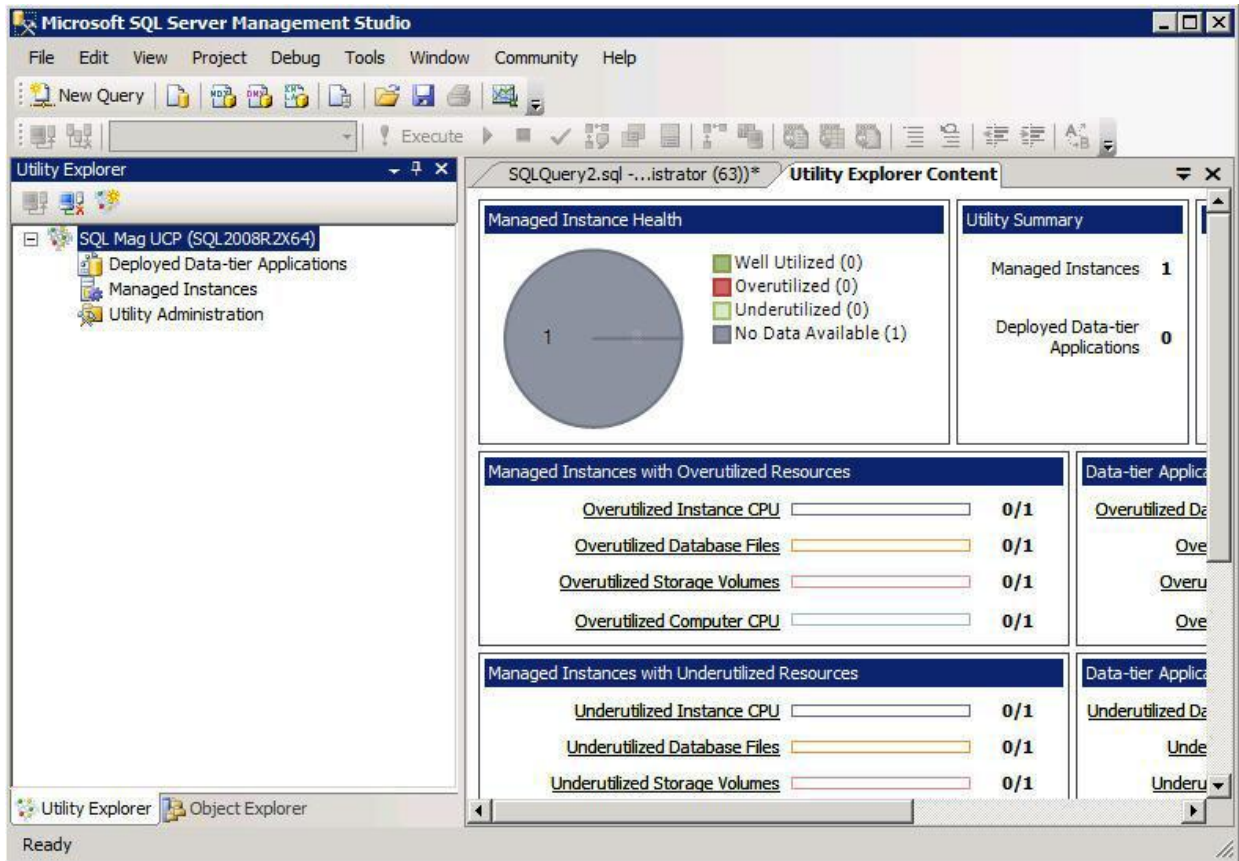 Microsoft SQL Server Management Studio
File Edit View Project Debug Tools Window Community Help
New Query
Execute
Utility Explorer
SQL Mag UCP (SQL2008R2X64)
Deployed Data-tier Applications
Managed Instances
Utility Administration
Utility Explorer Object Explorer
SQLQuery2.sql -...istrator (63))* Utility Explorer Content
Managed Instance Health
Well Utilized (0)
Overutilized (0)
Underutilized (0)
No Data Available (1)
1
Utility Summary
Managed Instances 1
Deployed Data-tier
Applications 0
Managed Instances with Overutilized Resources
Overutilized Instance CPU 0/1
Overutilized Database Files 0/1
Overutilized Storage Volumes 0/1
Overutilized Computer CPU 0/1
Data-tier Applica
Overutilized Da
Ove
Overu
Ove
Managed Instances with Underutilized Resources
Underutilized Instance CPU 0/1
Underutilized Database Files 0/1
Underutilized Storage Volumes 0/1
Data-tier Applica
Underutilized Da
Unde
Underu
Ready